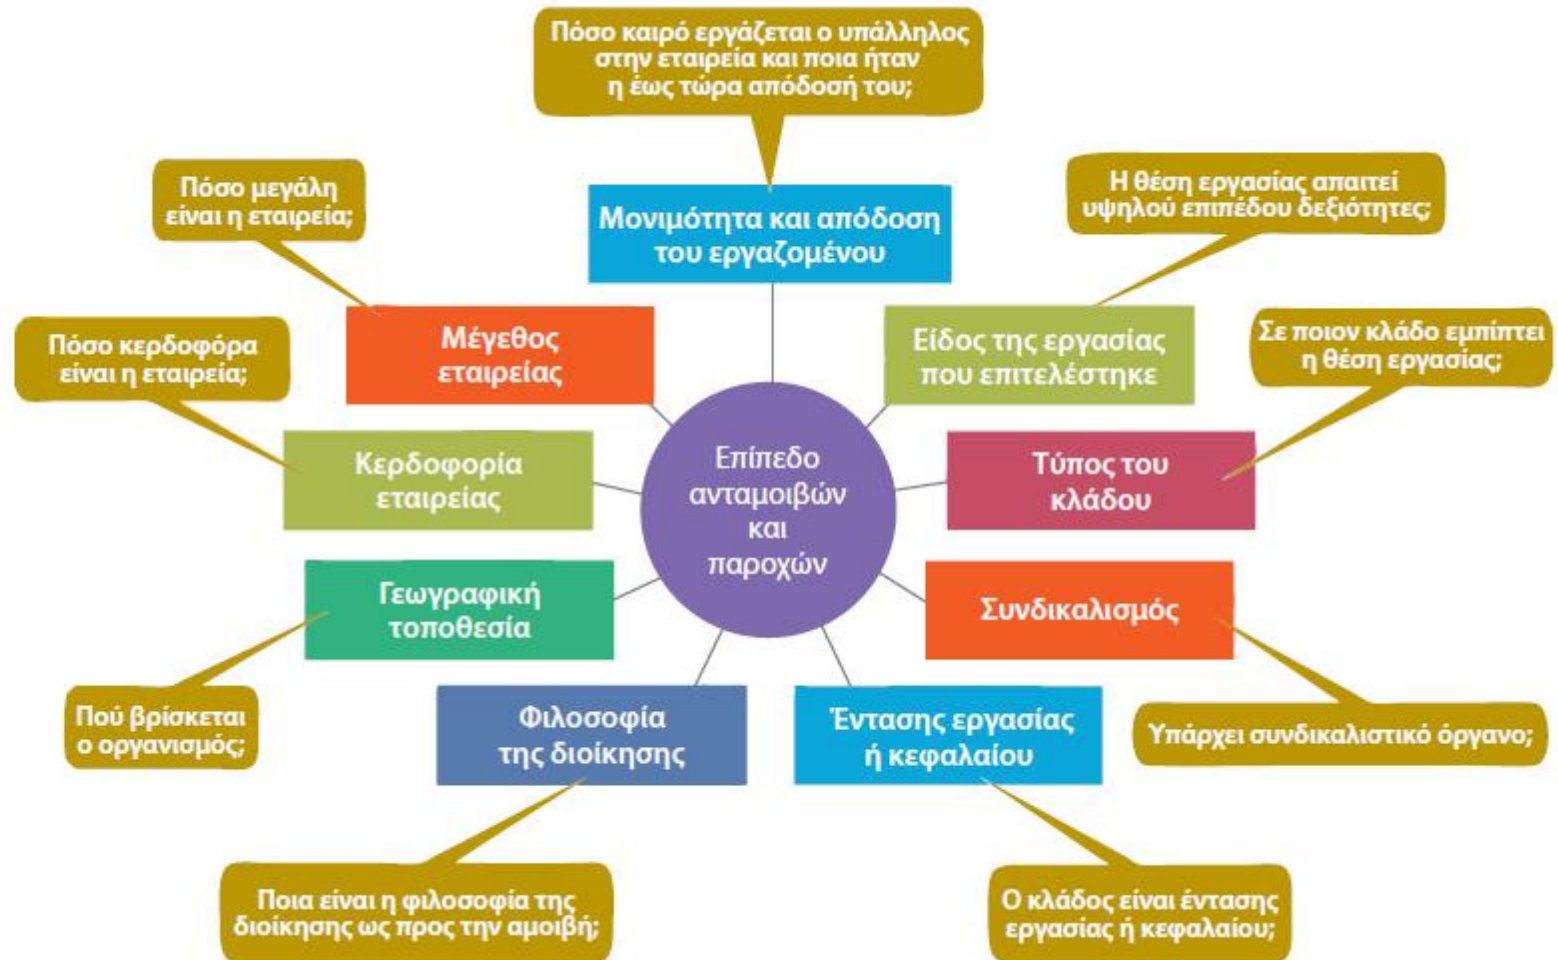 Πόσο καιρό εργάζεται ο υπάλληλος
στην εταιρεία και ποια ήταν
η έως τώρα απόδοσή του;
Μονιμότητα και απόδοση
του εργαζομένου
Η θέση εργασίας απαιτεί
υψηλού επιπέδου δεξιότητες;
Είδος της εργασίας
που επιτελέστηκε
Σε ποιον κλάδο εμπίπτει
η θέση εργασίας;
Τύπος του
κλάδου
Συνδικαλισμός
Υπάρχει συνδικαλιστικό όργανο;
Έντασης εργασίας
ή κεφαλαίου
Ο κλάδος είναι έντασης
εργασίας ή κεφαλαίου;
Φιλοσοφία
της διοίκησης
Ποια είναι η φιλοσοφία της
διοίκησης ως προς την αμοιβή;
Γεωγραφική
τοποθεσία
Πού βρίσκεται
ο οργανισμός;
Κερδοφορία
εταιρείας
Πόσο κερδοφόρα
είναι η εταιρεία;
Μέγεθος
εταιρείας
Πόσο μεγάλη
είναι η εταιρεία;
Επίπεδο
ανταμοιβών
και
παροχών